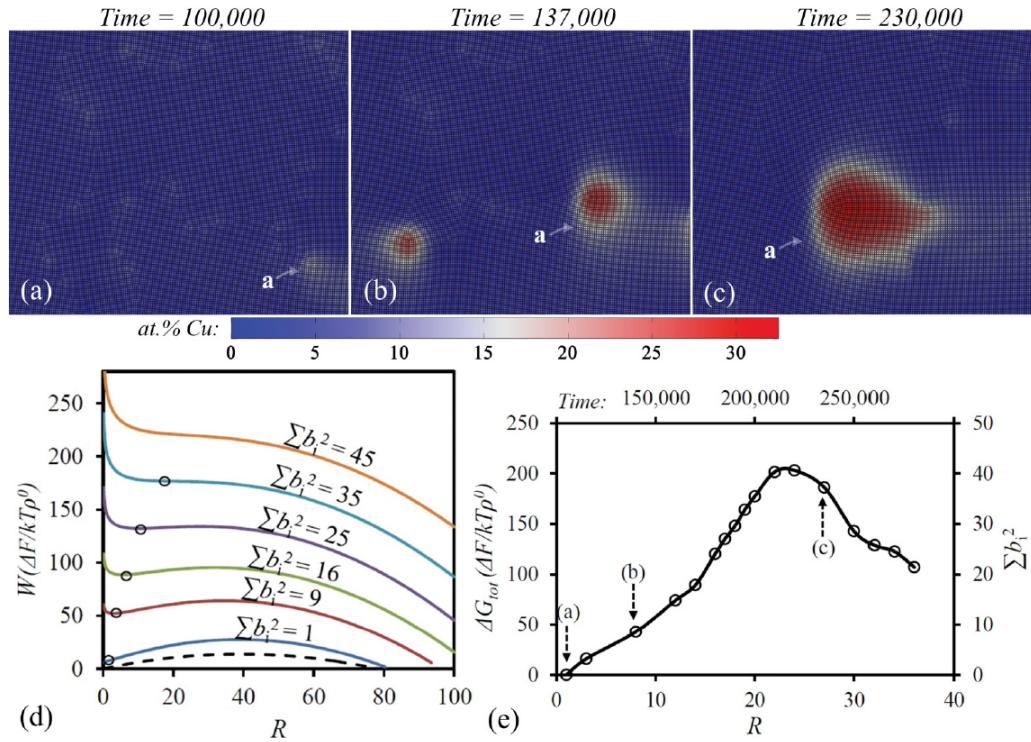 Time = 100,000
Time = 137,000
Time = 230,000
a
(a)
a
(b)
a
(c)
at.% Cu:
0 5 10 15 20 25 30
W(ΔF/kTρ⁰)
250
200
150
100
50
0
∑bᵢ² = 45
∑bᵢ² = 35
∑bᵢ² = 25
∑bᵢ² = 16
∑bᵢ² = 9
∑bᵢ² = 1
0 20 40 60 80 100
R
(d)
Time: 150,000 200,000 250,000
ΔG_tot (ΔF/kTρ⁰)
250
200
150
100
50
0
(a)
(b)
(c)
50
40
30
20
10
0
∑bᵢ²
0 10 20 30 40
R
(e)